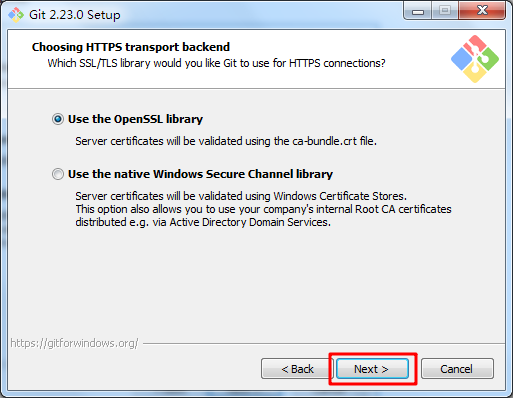 Git 2.23.0 Setup
Choosing HTTPS transport backend
Which SSL/TLS library would you like Git to use for HTTPS connections?
Use the OpenSSL library
Server certificates will be validated using the ca-bundle.crt file.
Use the native Windows Secure Channel library
Server certificates will be validated using Windows Certificate Stores.
This option also allows you to use your company's internal Root CA certificates
distributed e.g. via Active Directory Domain Services.
https://gitforwindows.org/
< Back
Next >
Cancel